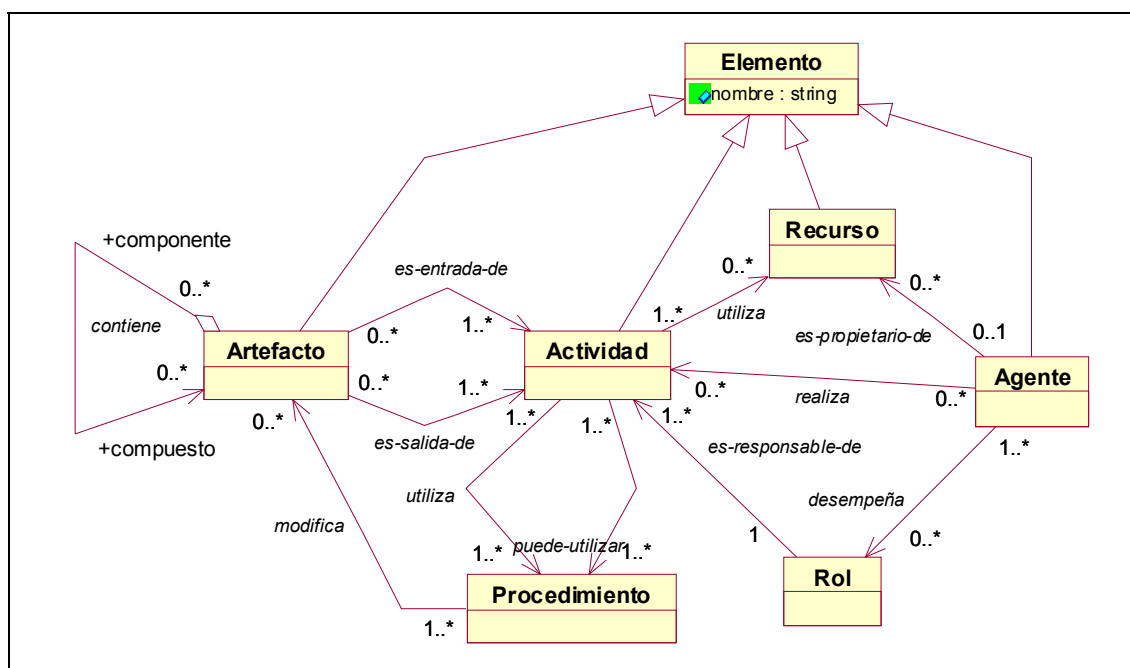 Elemento
nombre : string
Recurso
+componente
0..*
es-entrada-de
0..*
0..*
contiene
1..*
1..*
utiliza
0..1
es-propietario-de
Artefacto
0..*
Actividad
Agente
0..*
0..*
1..*
0..*
realiza
0..*
0..*
1..*
1..*
1..*
es-salida-de
es-responsable-de
1..*
+compuesto
utiliza
desempeña
modifica
1
0..*
1..*
puede-utilizar
1..*
Rol
Procedimiento
1..*